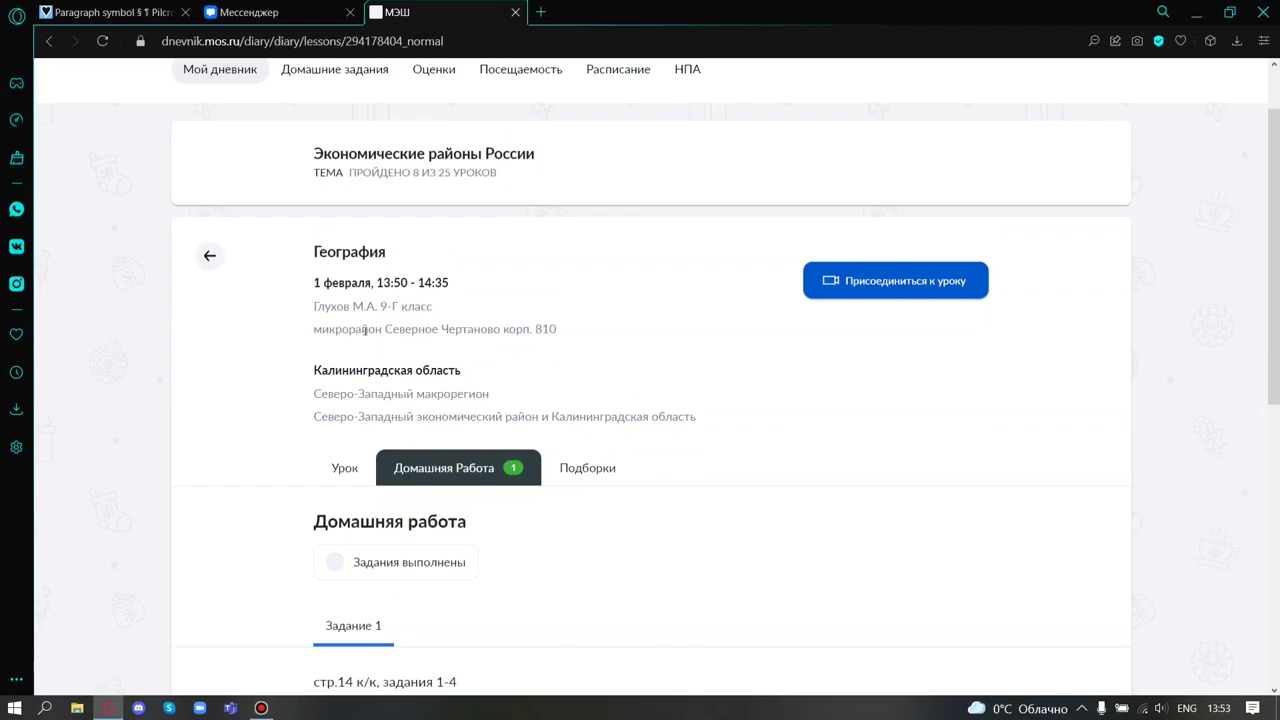 Paragraph symbol § ¶ Pilcro
Мессенджер
МЭШ
dnevnik.mos.ru/diary/diary/lessons/294178404_normal
Мой дневник Домашние задания Оценки Посещаемость Расписание НПА
Экономические районы России
ТЕМА ПРОЙДЕНО 8 ИЗ 25 УРОКОВ
География
1 февраля, 13:50 - 14:35
Присоединиться к уроку
Глухов М.А. 9-Г класс
микрорайон Северное Чертаново корп. 810
Калининградская область
Северо-Западный макрорегион
Северо-Западный экономический район и Калининградская область
Урок Домашняя Работа 1 Подборки
Домашняя работа
Задания выполнены
Задание 1
стр.14 к/к, задания 1-4
0°C Облачно ENG 13:53